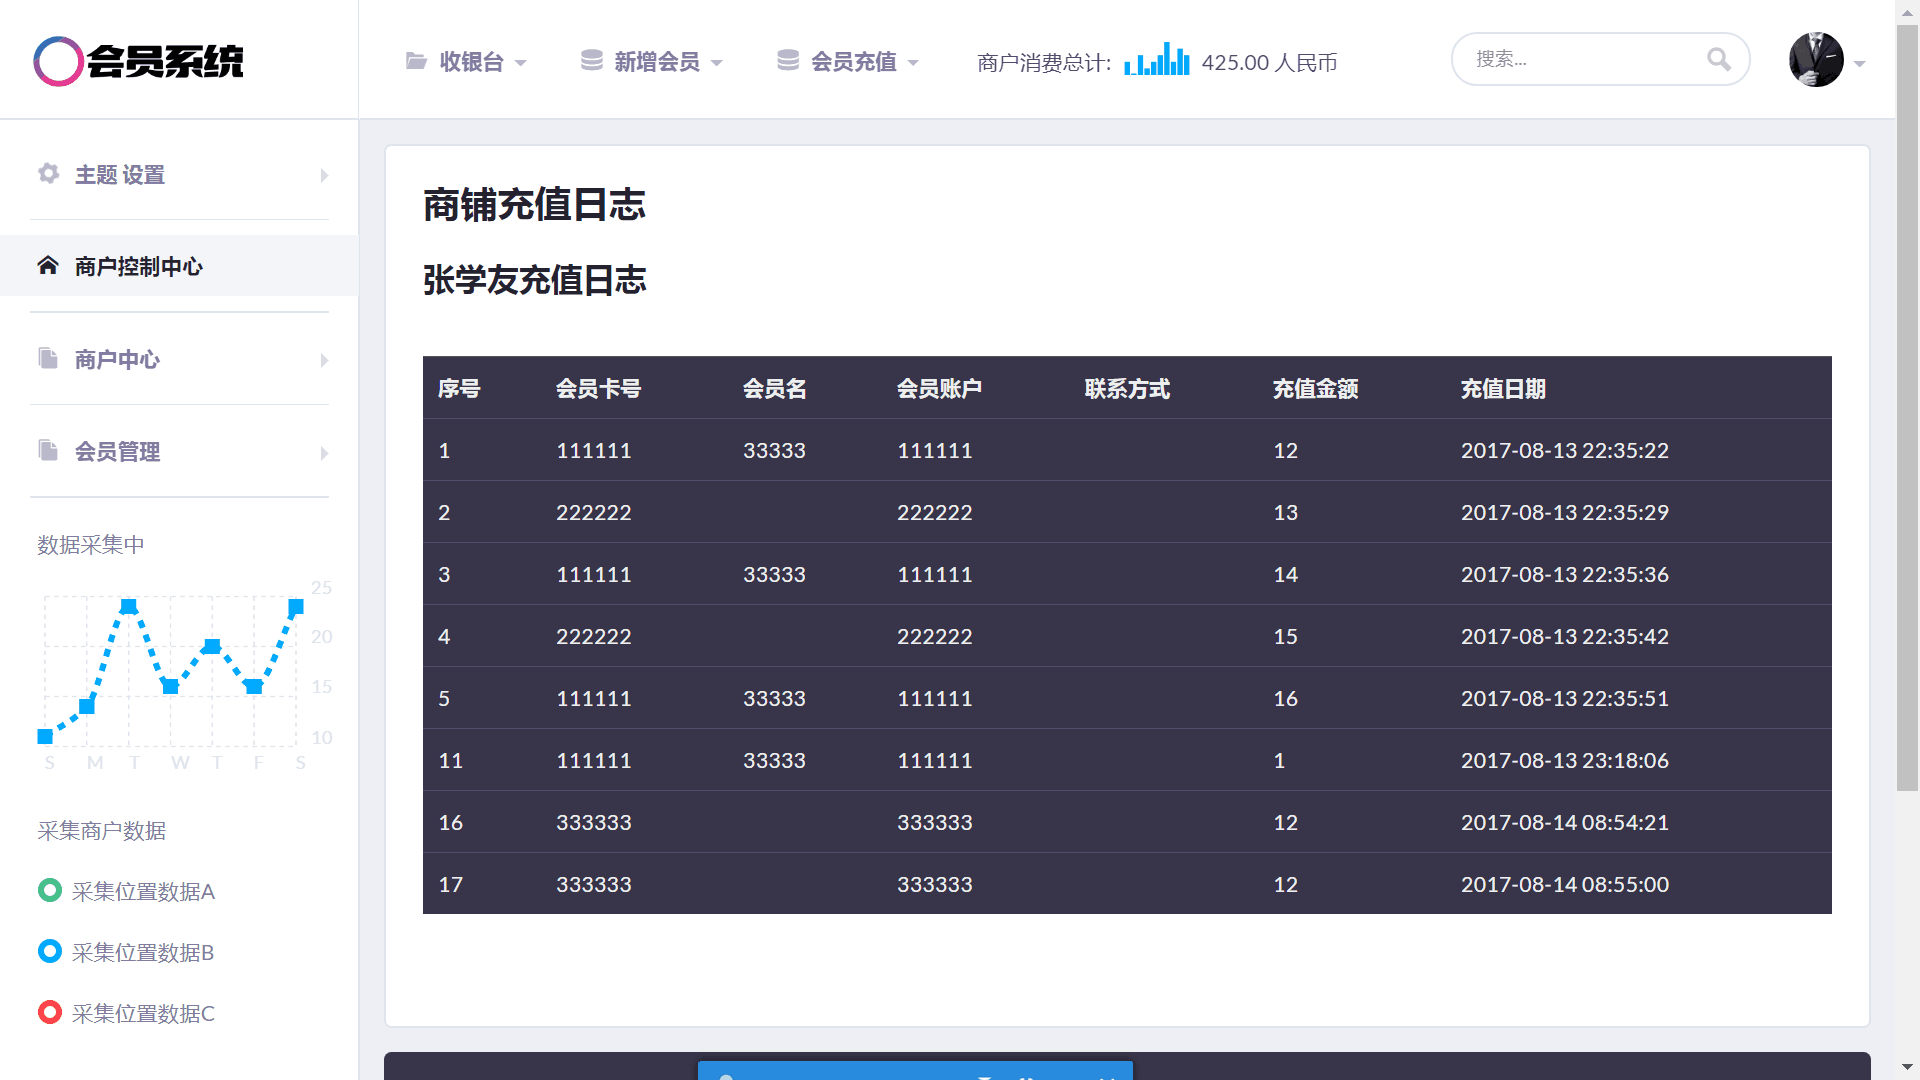 会员系统
收银台
新增会员
会员充值
商户消费总计:
425.00 人民币
搜索...
主题 设置
商户控制中心
商户中心
会员管理
数据采集中
25
20
15
10
S M T W T F S
采集商户数据
采集位置数据A
采集位置数据B
采集位置数据C
商铺充值日志
张学友充值日志
序号 会员卡号 会员名 会员账户 联系方式 充值金额 充值日期
1 111111 33333 111111 12 2017-08-13 22:35:22
2 222222 222222 13 2017-08-13 22:35:29
3 111111 33333 111111 14 2017-08-13 22:35:36
4 222222 222222 15 2017-08-13 22:35:42
5 111111 33333 111111 16 2017-08-13 22:35:51
11 111111 33333 111111 1 2017-08-13 23:18:06
16 333333 333333 12 2017-08-14 08:54:21
17 333333 333333 12 2017-08-14 08:55:00